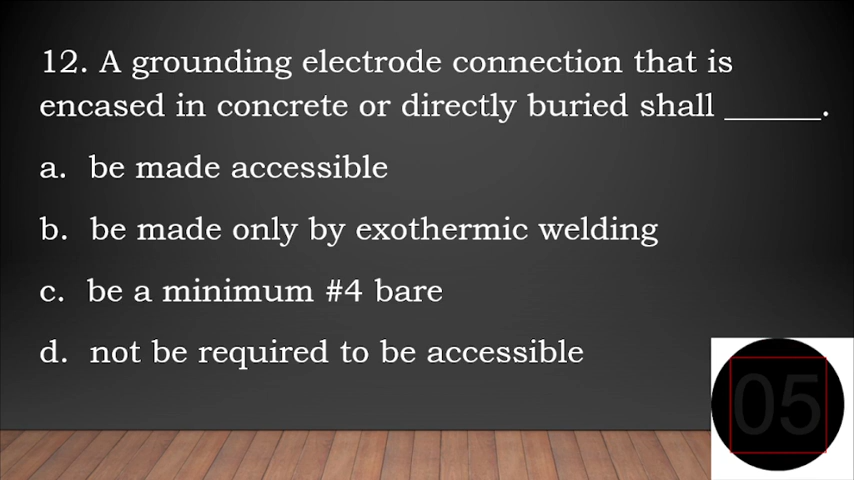 12. A grounding electrode connection that is
encased in concrete or directly buried shall ______.
a. be made accessible
b. be made only by exothermic welding
c. be a minimum #4 bare
d. not be required to be accessible
05